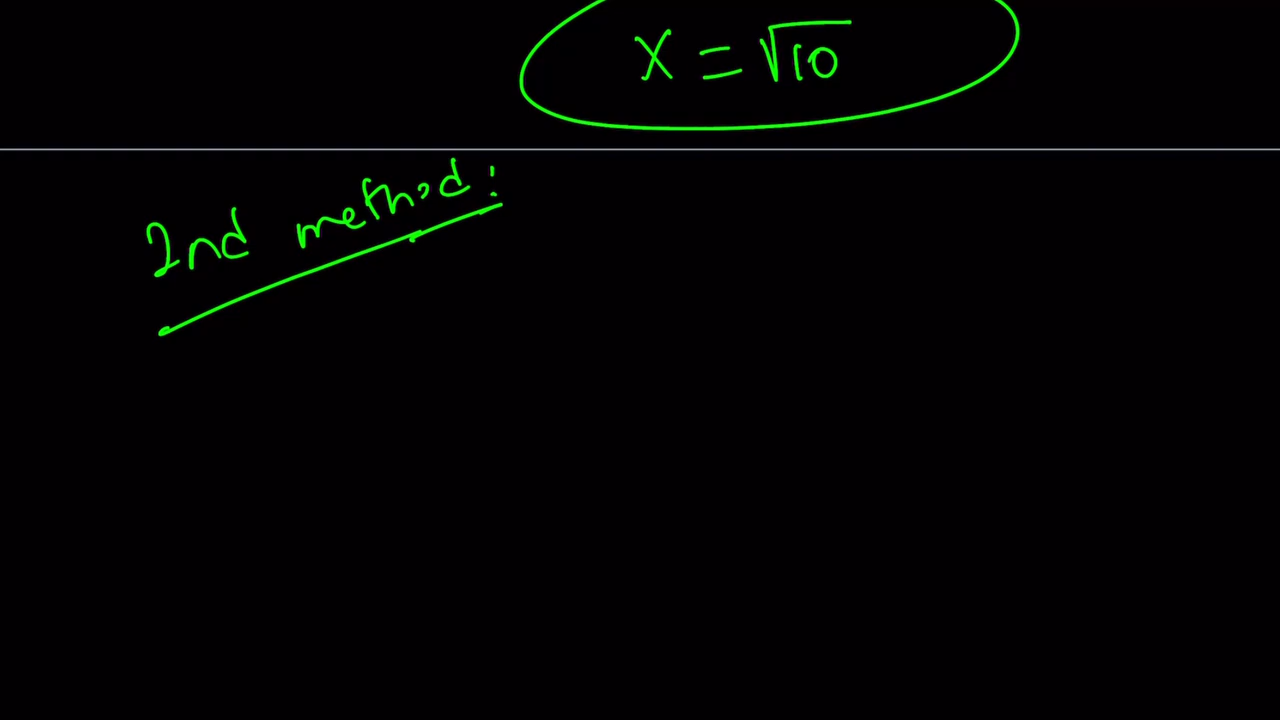 X = √10
2nd method: